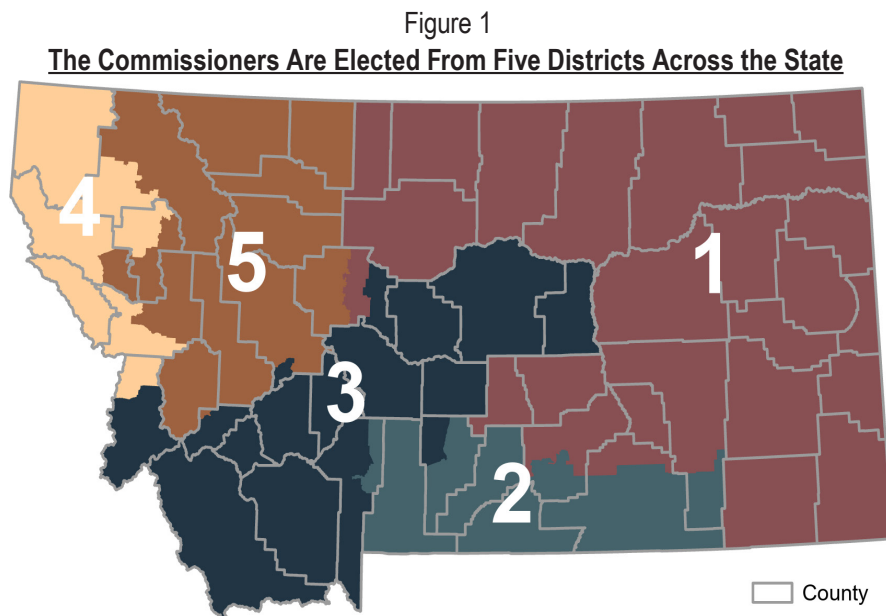 Figure 1
The Commissioners Are Elected From Five Districts Across the State
4
5
1
3
2
County